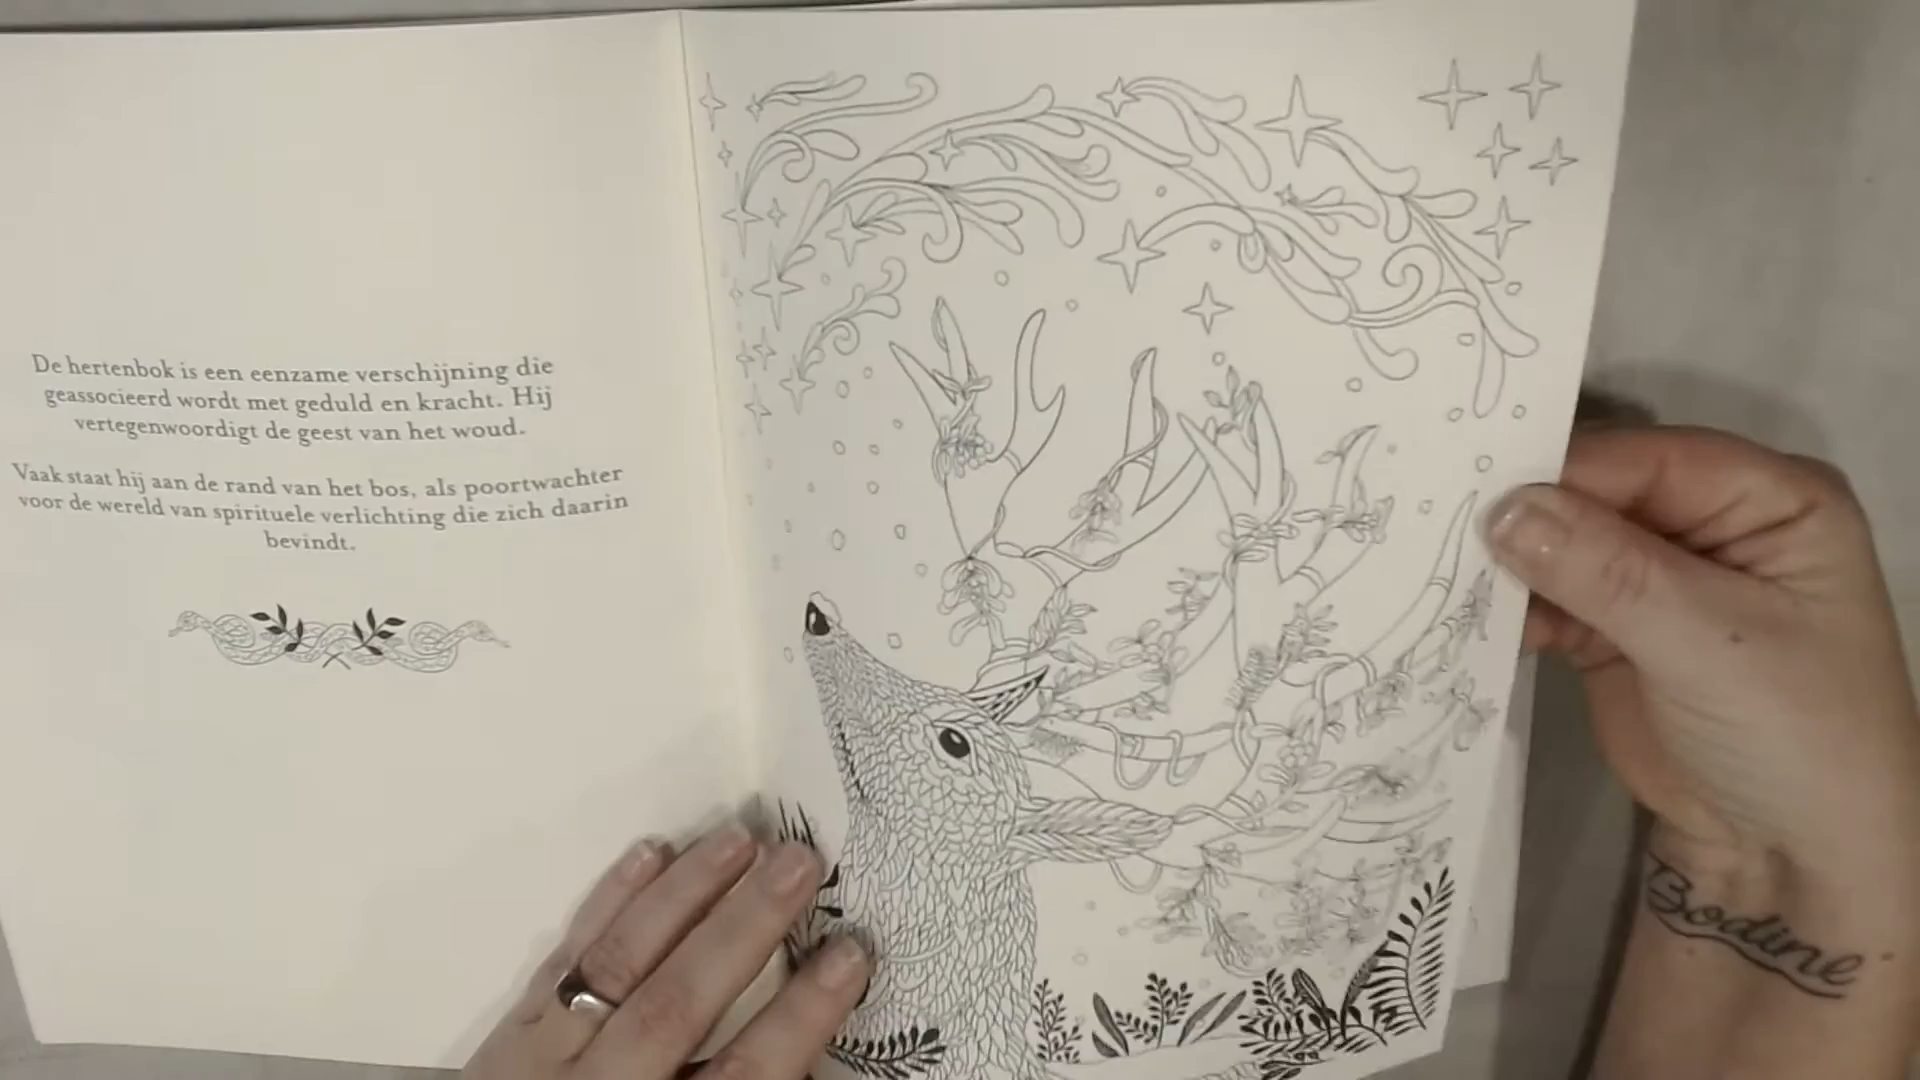 De hertenbok is een eenzame verschijning die
geassocieerd wordt met geduld en kracht. Hij
vertegenwoordigt de geest van het woud.
Vaak staat hij aan de rand van het bos, als poortwachter
voor de wereld van spirituele verlichting die zich daarin
bevindt.
Bodine